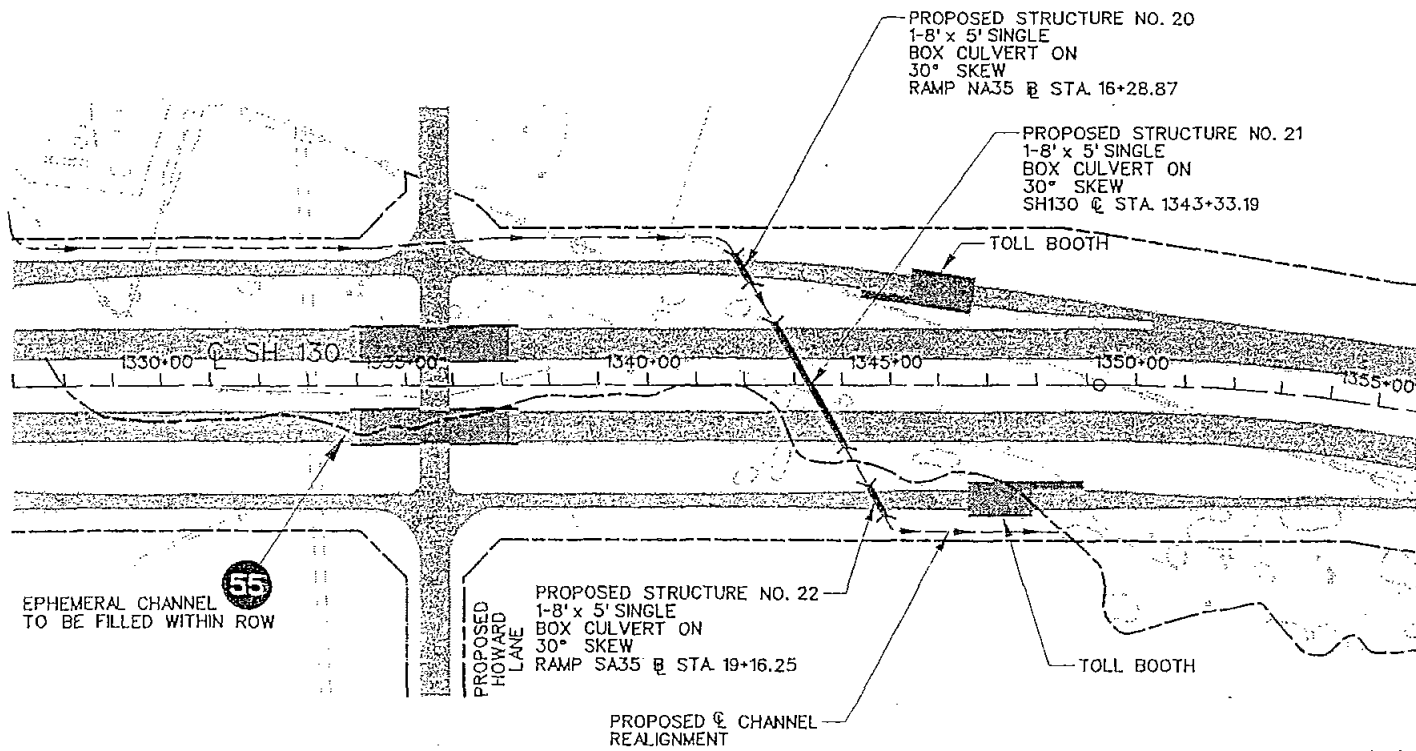 PROPOSED STRUCTURE NO. 20
1-8' x 5' SINGLE
BOX CULVERT ON
30° SKEW
RAMP NA35 ⅊ STA. 16+28.87
PROPOSED STRUCTURE NO. 21
1-8' x 5' SINGLE
BOX CULVERT ON
30° SKEW
SH130 ℄ STA. 1343+33.19
TOLL BOOTH
1330+00
℄ SH 130
1335+00
1340+00
1345+00
1350+00
1355+00
55
EPHEMERAL CHANNEL
TO BE FILLED WITHIN ROW
PROPOSED
HOWARD
LANE
PROPOSED STRUCTURE NO. 22
1-8' x 5' SINGLE
BOX CULVERT ON
30° SKEW
RAMP SA35 ⅊ STA. 19+16.25
TOLL BOOTH
PROPOSED ℄ CHANNEL
REALIGNMENT